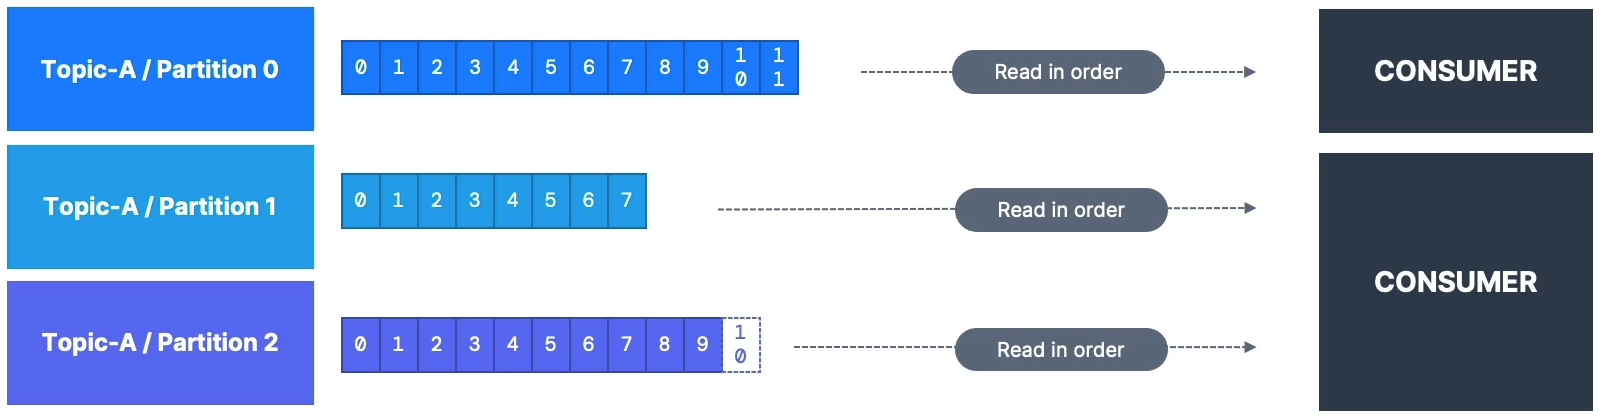 Topic-A / Partition 0
0 1 2 3 4 5 6 7 8 9 10 11
Read in order
CONSUMER
Topic-A / Partition 1
0 1 2 3 4 5 6 7
Read in order
Topic-A / Partition 2
0 1 2 3 4 5 6 7 8 9 10
Read in order
CONSUMER